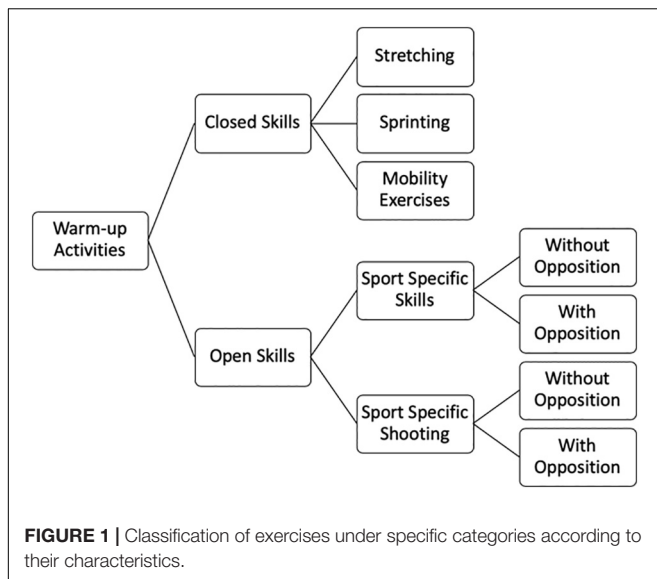 Stretching
Closed Skills
Sprinting
Mobility
Exercises
Warm-up
Activities
Without
Opposition
Sport Specific
Skills
With
Opposition
Open Skills
Without
Opposition
Sport Specific
Shooting
With
Opposition
FIGURE 1 | Classification of exercises under specific categories according to
their characteristics.